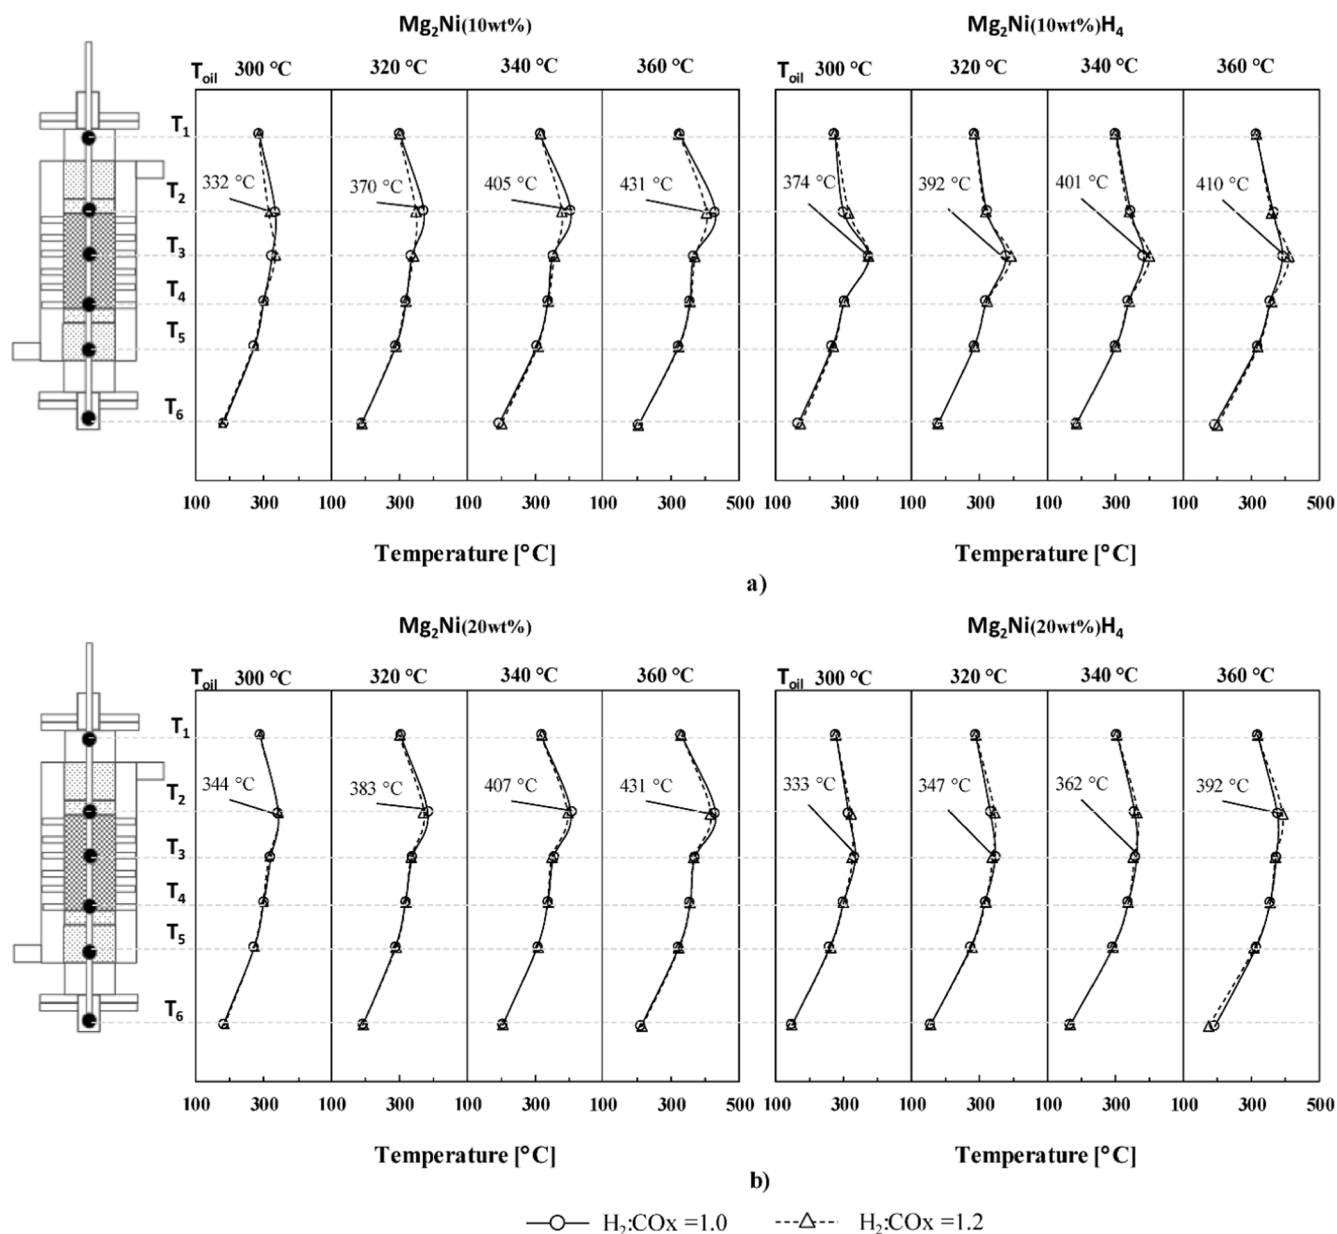 Mg₂Ni(10wt%) Mg₂Ni(10wt%)H₄
T_oil 300 °C 320 °C 340 °C 360 °C T_oil 300 °C 320 °C 340 °C 360 °C
T₁
332 °C 370 °C 405 °C 431 °C 374 °C 392 °C 401 °C 410 °C
T₂
T₃
T₄
T₅
T₆
100 300 100 300 100 300 100 300 500 100 300 100 300 100 300 100 300 500
Temperature [°C] Temperature [°C]
a)
Mg₂Ni(20wt%) Mg₂Ni(20wt%)H₄
T_oil 300 °C 320 °C 340 °C 360 °C T_oil 300 °C 320 °C 340 °C 360 °C
T₁
344 °C 383 °C 407 °C 431 °C 333 °C 347 °C 362 °C 392 °C
T₂
T₃
T₄
T₅
T₆
100 300 100 300 100 300 100 300 500 100 300 100 300 100 300 100 300 500
Temperature [°C] Temperature [°C]
b)
H₂:COx =1.0 H₂:COx =1.2